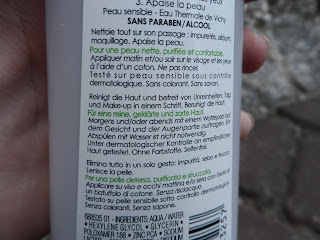 3. Apaise la peau
Peau sensible - Eau Thermale de Vichy
SANS PARABEN/ALCOOL
Nettoie tout sur son passage : impuretés, sébum,
maquillage. Apaise la peau.
Pour une peau nette, purifiée et confortable.
Appliquer matin et/ou soir sur le visage et les yeux
à l'aide d'un coton. Ne pas rincer.
Testé sur peau sensible sous contrôle
dermatologique. Sans colorant. Sans savon.
Reinigt die Haut und befreit von Unreinheiten, Talg
und Make-up in einem Schritt. Beruhigt die Haut.
Für eine reine, geklärte und zarte Haut.
Morgens und/oder abends mit einem Wattepad auf
dem Gesicht und der Augenpartie auftragen. Ein
Abspülen mit Wasser ist nicht notwendig.
Unter dermatologischer Kontrolle an empfindlicher
Haut getestet. Ohne Farbstoffe. Seifenfrei.
Elimina tutto in un solo gesto: impurità, sebo e trucco.
Lenisce la pelle.
Per una pelle detersa, purificata e struccata.
Applicare su viso e occhi mattina e/o sera con
un batuffolo di cotone. Senza risciacquo.
Testato su pelle sensibile sotto controllo dermatologico.
Senza coloranti. Senza sapone.
688535 01 - INGREDIENTS: AQUA / WATER
• HEXYLENE GLYCOL • GLYCERIN •
POLOXAMER 188 • ZINC PCA • SODIUM